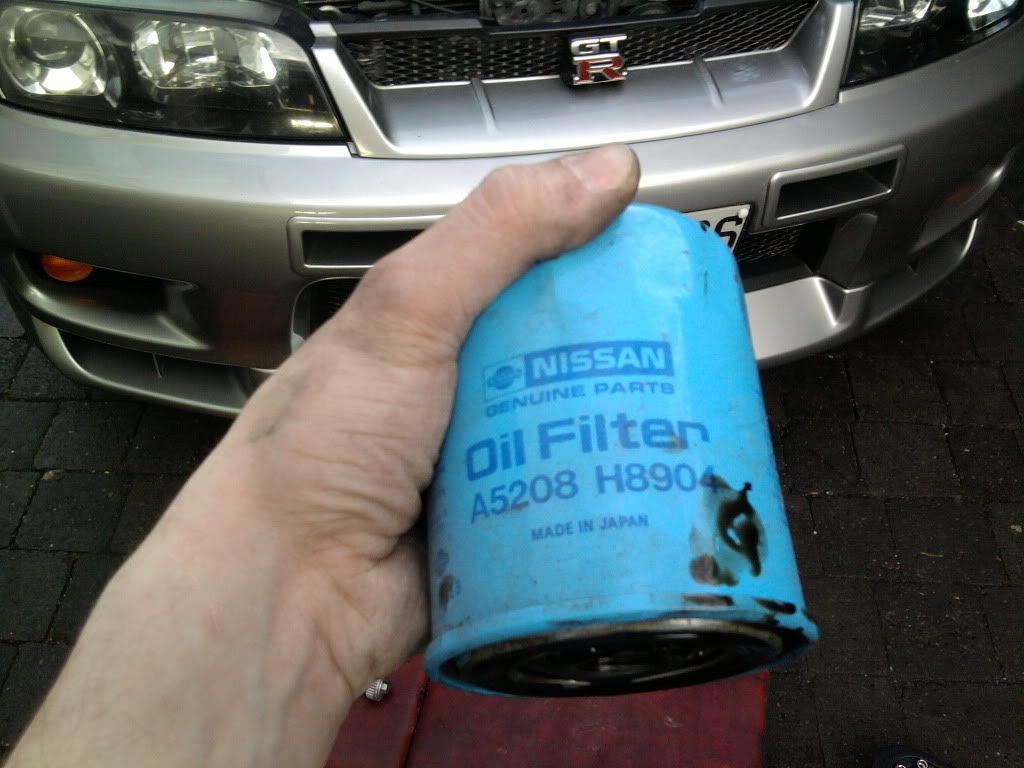 GT
R
NISSAN
GENUINE PARTS
Oil Filter
A5208 H8904
MADE IN JAPAN